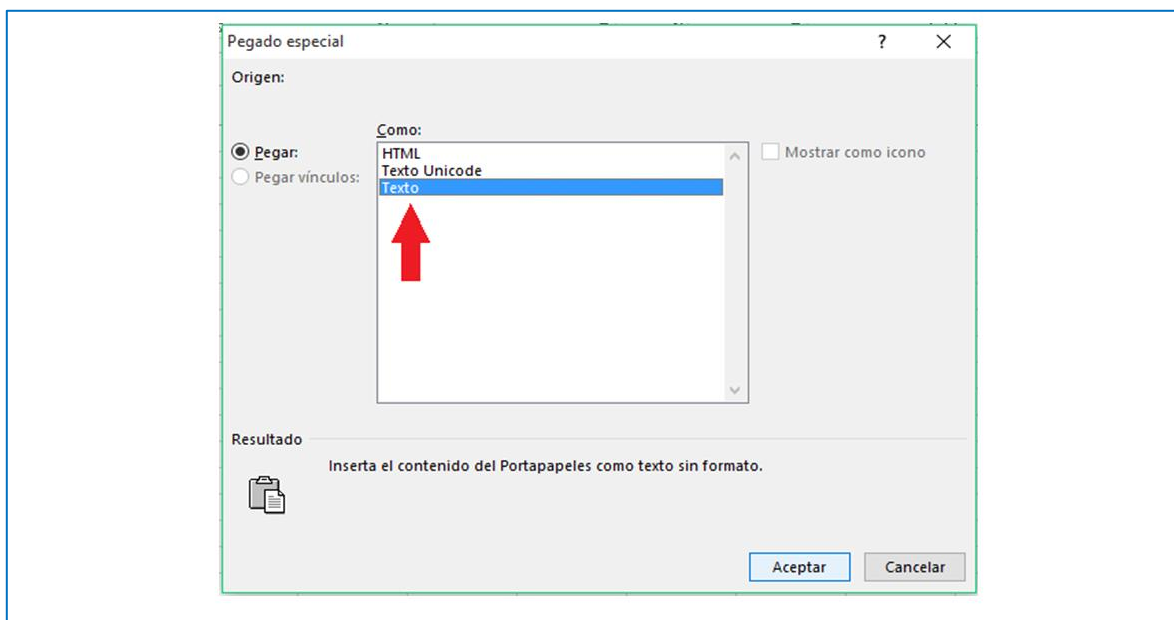 Pegado especial
?
Origen:
Como:
Pegar:
HTML
Mostrar como icono
Pegar vínculos:
Texto Unicode
Texto
Resultado
Inserta el contenido del Portapapeles como texto sin formato.
Aceptar
Cancelar